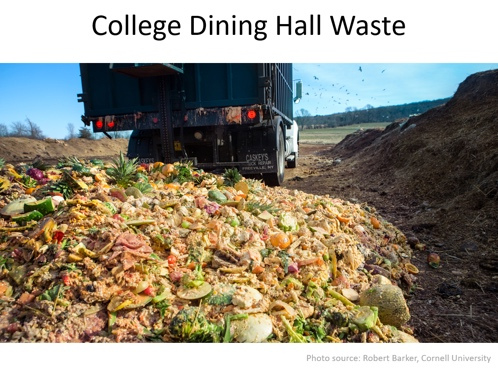 College Dining Hall Waste
CASKEY'S
Photo source: Robert Barker, Cornell University